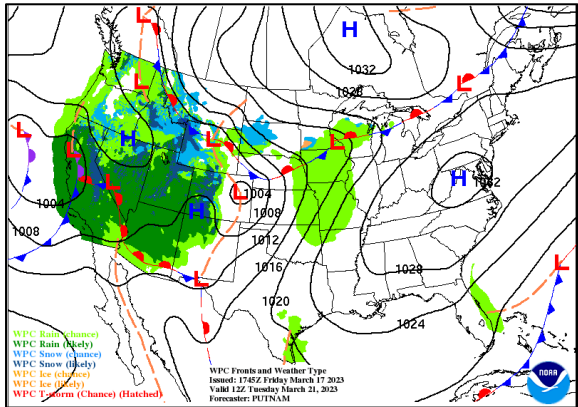 H
L
1032
1028
L
L
L
L
L
H
L
L
H
1032
L
L
1004
H
1004
1008
1008
1012
1028
1016
L
L
1020
1024
WPC Rain (chance)
WPC Rain (likely)
WPC Snow (chance)
WPC Snow (likely)
WPC Ice (chance)
WPC Ice (likely)
WPC T-storm (Chance) (Hatched)
WPC Fronts and Weather Type
Issued: 1745Z Friday March 17 2023
Valid 12Z Tuesday March 21, 2023
Forecaster: PUTNAM
NOAA